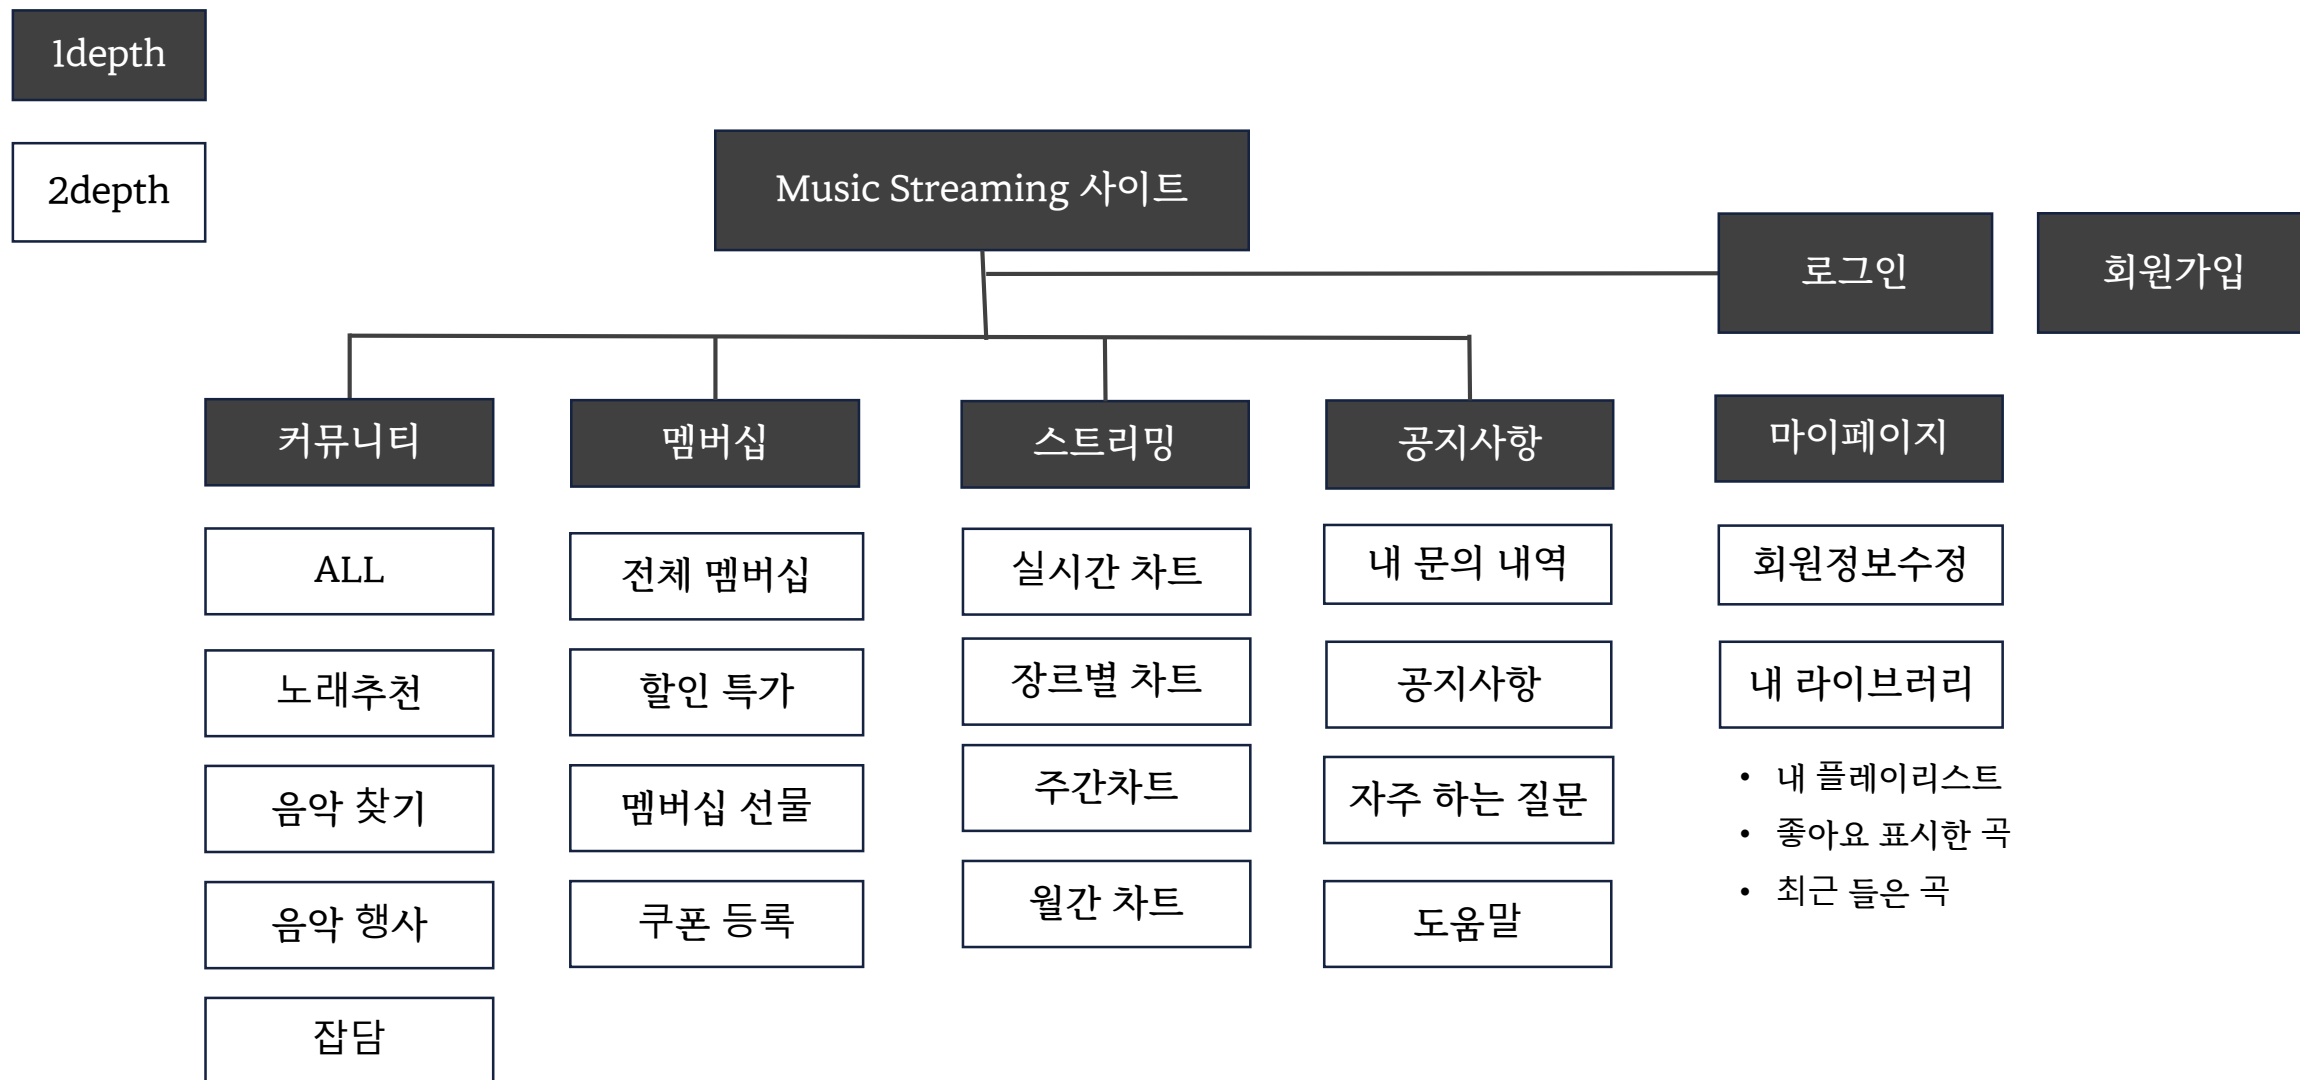 1depth
2depth
Music Streaming 사이트
로그인
회원가입
커뮤니티
ALL
노래추천
음악 찾기
음악 행사
잡담
멤버십
전체 멤버십
할인 특가
멤버십 선물
쿠폰 등록
스트리밍
실시간 차트
장르별 차트
주간차트
월간 차트
공지사항
내 문의 내역
공지사항
자주 하는 질문
도움말
마이페이지
회원정보수정
내 라이브러리
• 내 플레이리스트
• 좋아요 표시한 곡
• 최근 들은 곡